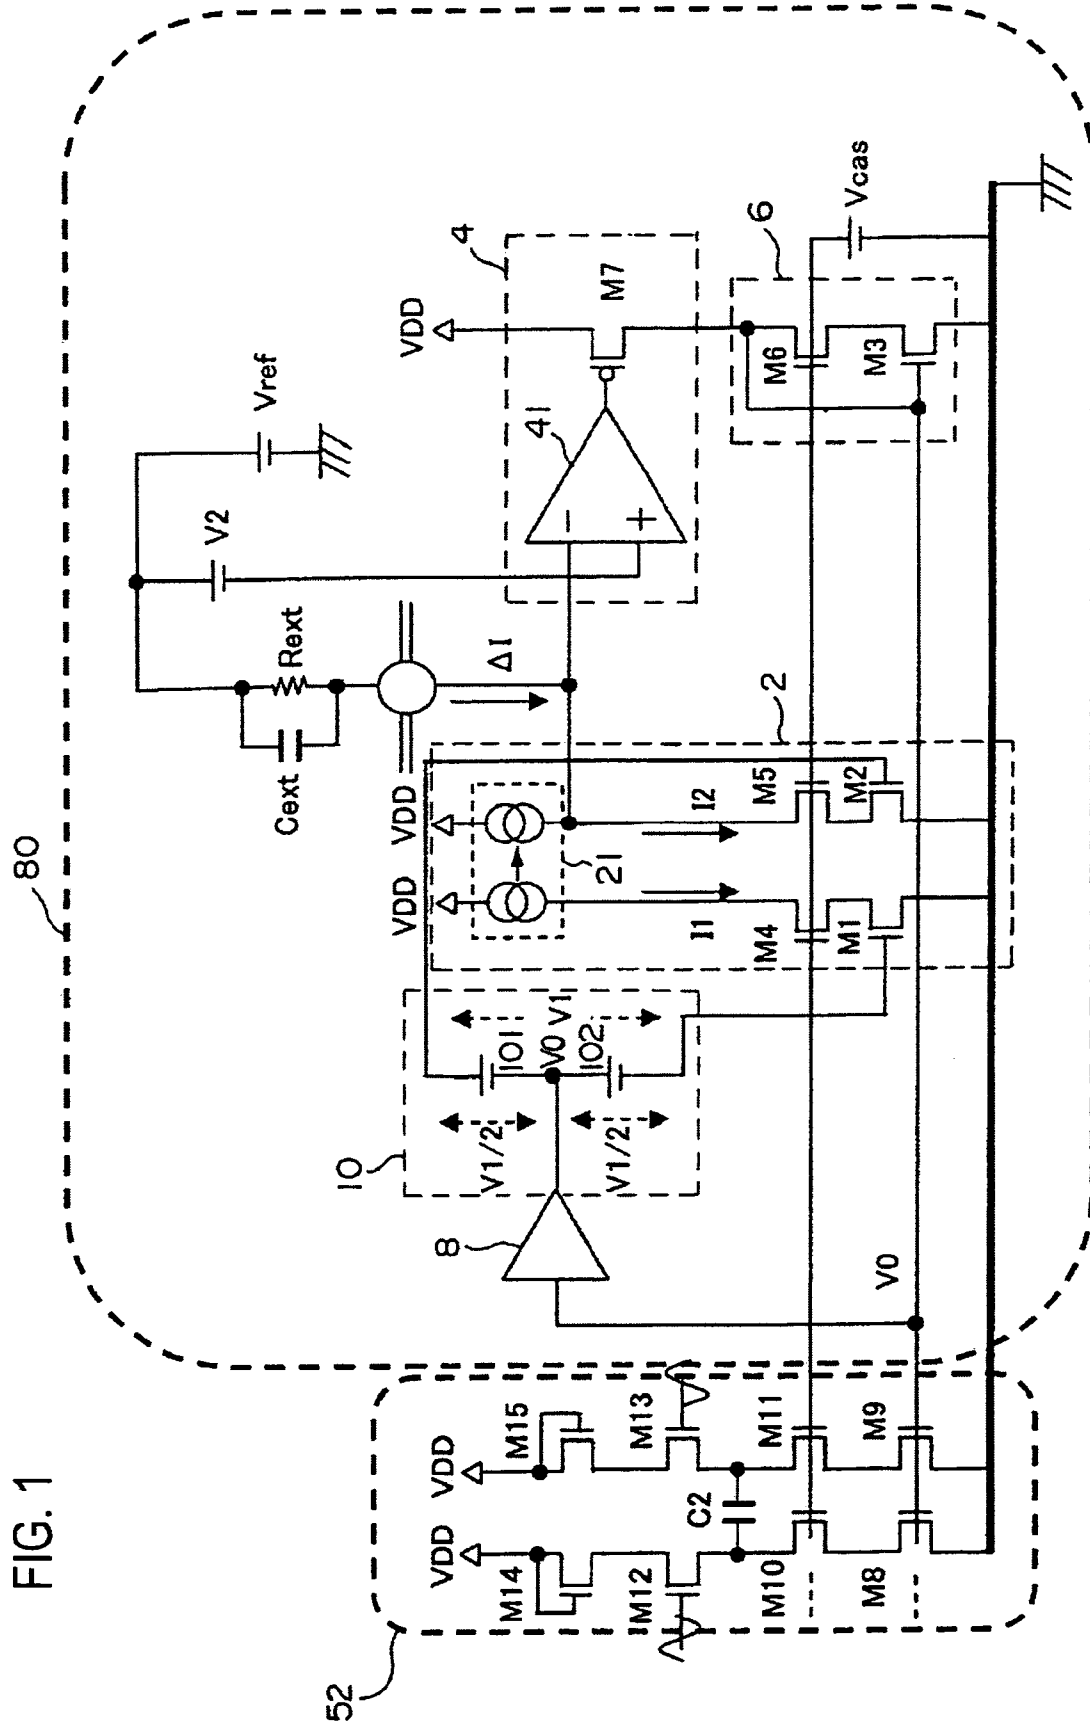 FIG. 1
80
52
VDD
VDD
M14
M15
M12
M13
C2
M10
M11
M8
M9
8
10
V1/2
V1/2
101
V0
102
V1
V0
Cext
Rext
V2
Vref
ΔI
VDD
VDD
21
I1
I2
M4
M5
M1
M2
2
4
VDD
41
−
+
M7
6
M6
M3
Vcas